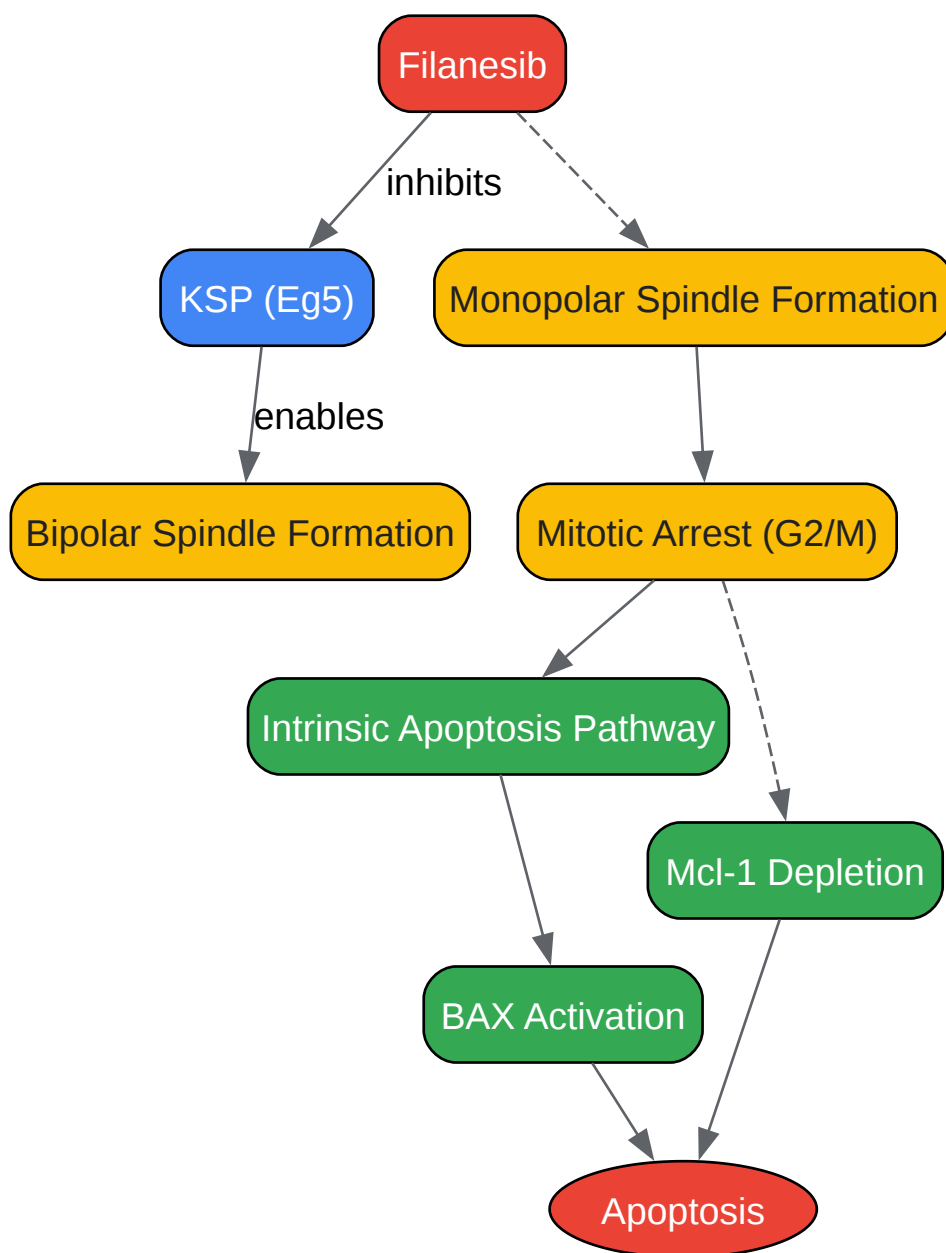 Filanesib
inhibits
KSP (Eg5)
Monopolar Spindle Formation
enables
Bipolar Spindle Formation
Mitotic Arrest (G2/M)
Intrinsic Apoptosis Pathway
Mcl-1 Depletion
BAX Activation
Apoptosis